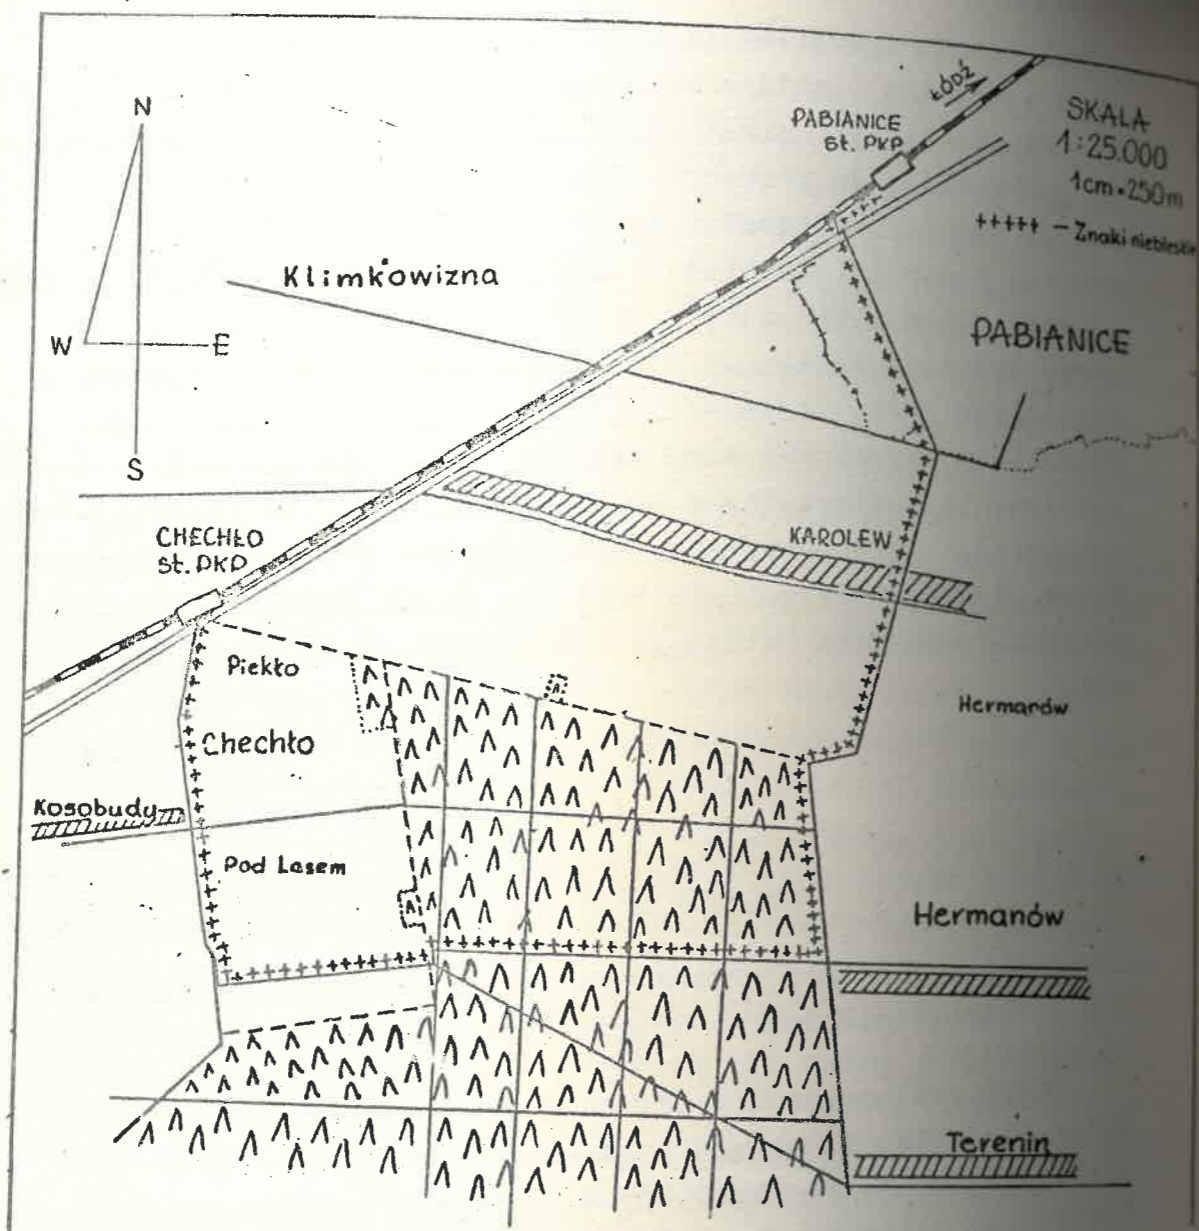 N
W
E
S
ŁÓDŹ
PABIANICE
st. PKP
SKALA
1:25.000
1cm=250m
+++++ – Znaki niebieskie
Klimkowizna
PABIANICE
CHECHŁO
st. PKP
KAROLEW
Piekło
Hermanów
Chechło
Kosobudy
Pod Lasem
Hermanów
Terenin